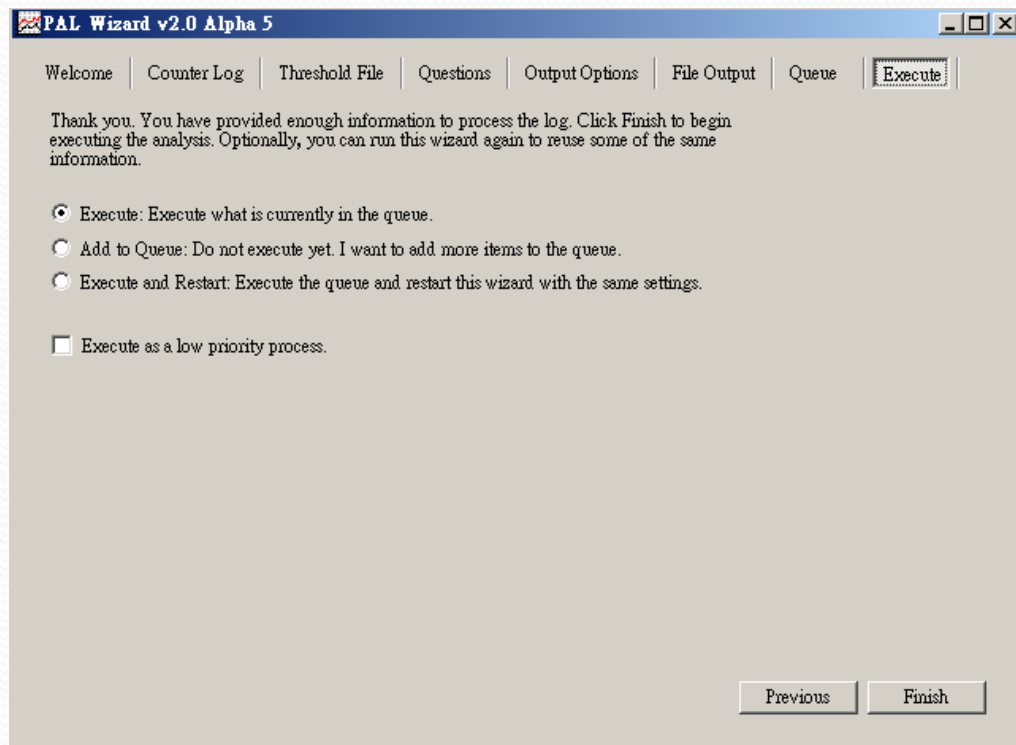 PAL Wizard v2.0 Alpha 5
Welcome Counter Log Threshold File Questions Output Options File Output Queue Execute
Thank you. You have provided enough information to process the log. Click Finish to begin
executing the analysis. Optionally, you can run this wizard again to reuse some of the same
information.
Execute: Execute what is currently in the queue.
Add to Queue: Do not execute yet. I want to add more items to the queue.
Execute and Restart: Execute the queue and restart this wizard with the same settings.
Execute as a low priority process.
Previous Finish